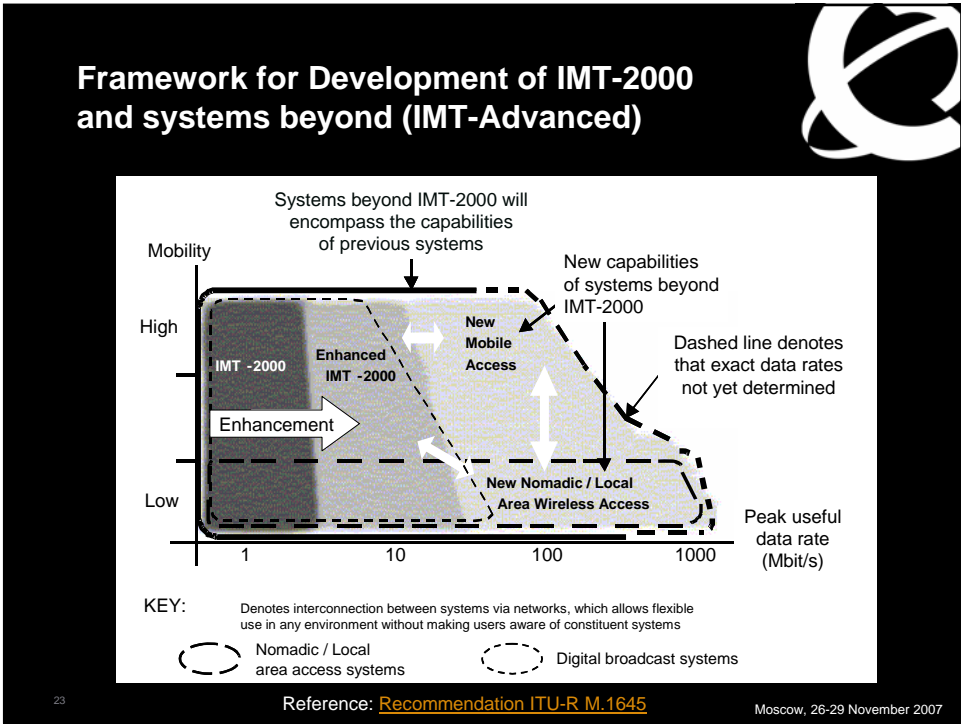 Framework for Development of IMT-2000
and systems beyond (IMT-Advanced)
Systems beyond IMT-2000 will
encompass the capabilities
of previous systems
Mobility
New capabilities
of systems beyond
IMT-2000
High
New
Mobile
Access
Dashed line denotes
that exact data rates
not yet determined
IMT -2000
Enhanced
IMT -2000
Enhancement
Low
New Nomadic / Local
Area Wireless Access
Peak useful
data rate
(Mbit/s)
1 10 100 1000
KEY:
Denotes interconnection between systems via networks, which allows flexible
use in any environment without making users aware of constituent systems
Nomadic / Local
area access systems
Digital broadcast systems
23
Reference: Recommendation ITU-R M.1645
Moscow, 26-29 November 2007